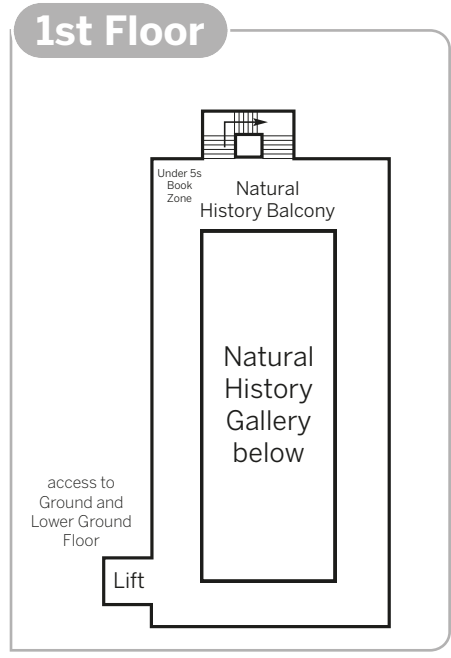 1st Floor
Under 5s
Book
Zone
Natural
History Balcony
Natural
History
Gallery
below
access to
Ground and
Lower Ground
Floor
Lift